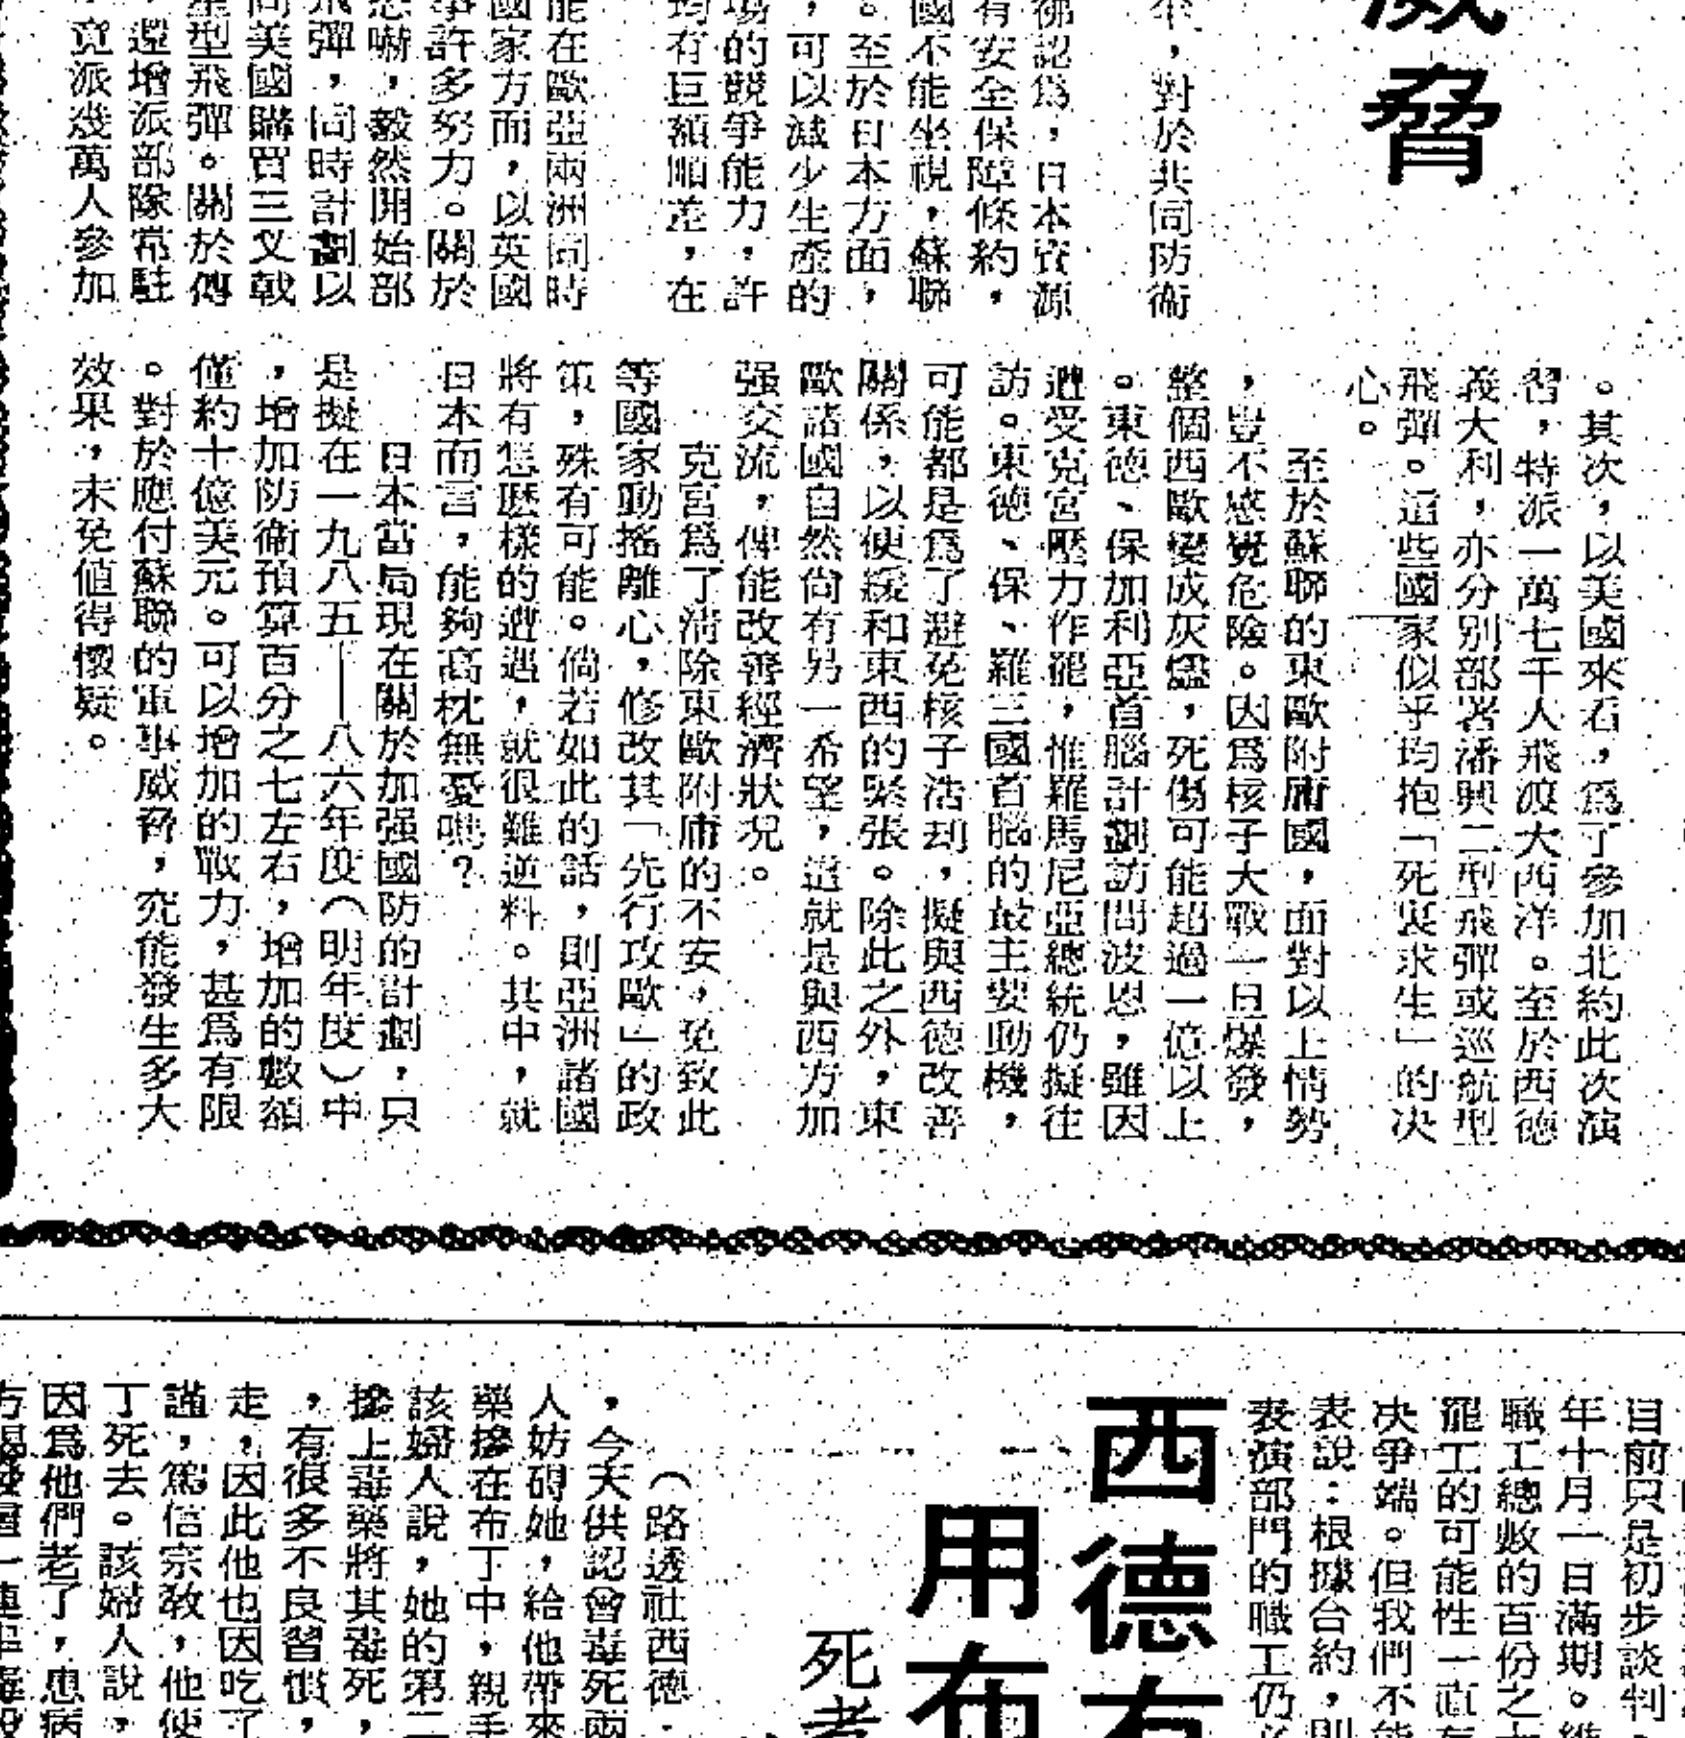 威脅
，對於共同防衛
認爲，日本資源
有安全保障條約，
國不能坐視，蘇聯
。至於日本方面，
，可以減少生產的
場的競爭能力，許
均有巨額順差，在
能在歐亞兩洲同時
國家方面，以英國
許多努力。關於
恐嚇，毅然開始部
飛彈，同時計劃以
向美國購買三叉戟
型飛彈。關於傳
，還增派部隊常駐
竟派幾萬人參加
。其次，以美國來看，爲了參加北約此次演
習，特派一萬七千人飛渡大西洋。至於西德
義大利，亦分別部署潘興二型飛彈或巡航型
飛彈。這些國家似乎均抱「死裏求生」的决
心。
至於蘇聯的東歐附庸國，面對以上情勢
，豈不感覺危險。因爲核子大戰一旦爆發，
整個西歐變成灰燼，死傷可能超過一億以上
。東德、保加利亞首腦計劃訪問波恩，雖因
遭受克宮壓力作罷，惟羅馬尼亞總統仍擬往
訪。東德、保、羅三國首腦的最主要動機，
可能都是爲了避免核子浩劫，擬與西德改善
關係，以便緩和東西的緊張。除此之外，東
歐諸國自然尚有另一希望，這就是與西方加
强交流，俾能改善經濟狀況。
克宮爲了清除東歐附庸的不安，免致此
等國家動搖離心，修改其「先行攻歐」的政
策，殊有可能。倘若如此的話，則亞洲諸國
將有怎麽樣的遭遇，就很難逆料。其中，就
日本而言，能夠高枕無憂嗎？
日本當局現在關於加强國防的計劃，只
是擬在一九八五——八六年度（明年度）中
，增加防衛預算百分之七左右，增加的數額
僅約十億美元。可以增加的戰力，甚爲有限
。對於應付蘇聯的軍事威脅，究能發生多大
效果，未免值得懷疑。
目前只是初步談判
年十月一日滿期。
職工總數的百份之
罷工的可能性一直
决爭端。但我們不能
表說：根據合約，則
表演部門的職工仍
西德
用布
死者
（路透社西德
，今天供認曾毒死兩
人妨碍她，給他帶來
藥摻在布丁中，親手
該婦人說，她的第二
摻上毒藥將其毒死，
，有很多不良習慣，
走，因此他也因吃了
謹，篤信宗教，他使
丁死去。該婦人說，
因爲他們老了，患病